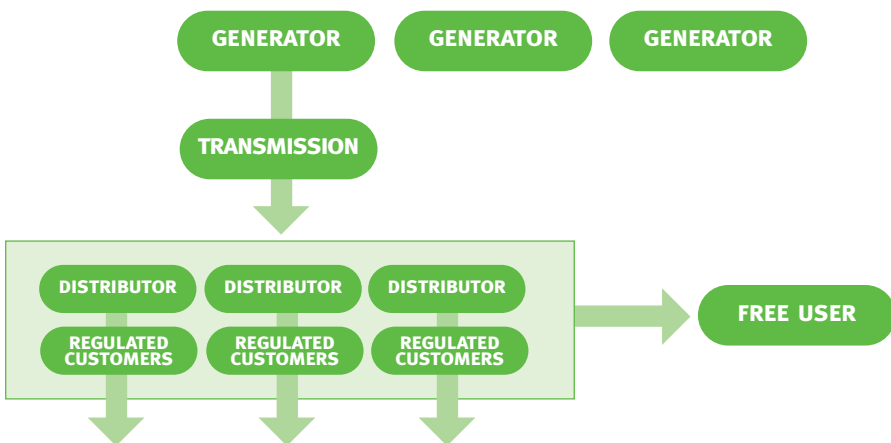 GENERATOR
GENERATOR
GENERATOR
TRANSMISSION
DISTRIBUTOR
DISTRIBUTOR
DISTRIBUTOR
FREE USER
REGULATED
CUSTOMERS
REGULATED
CUSTOMERS
REGULATED
CUSTOMERS